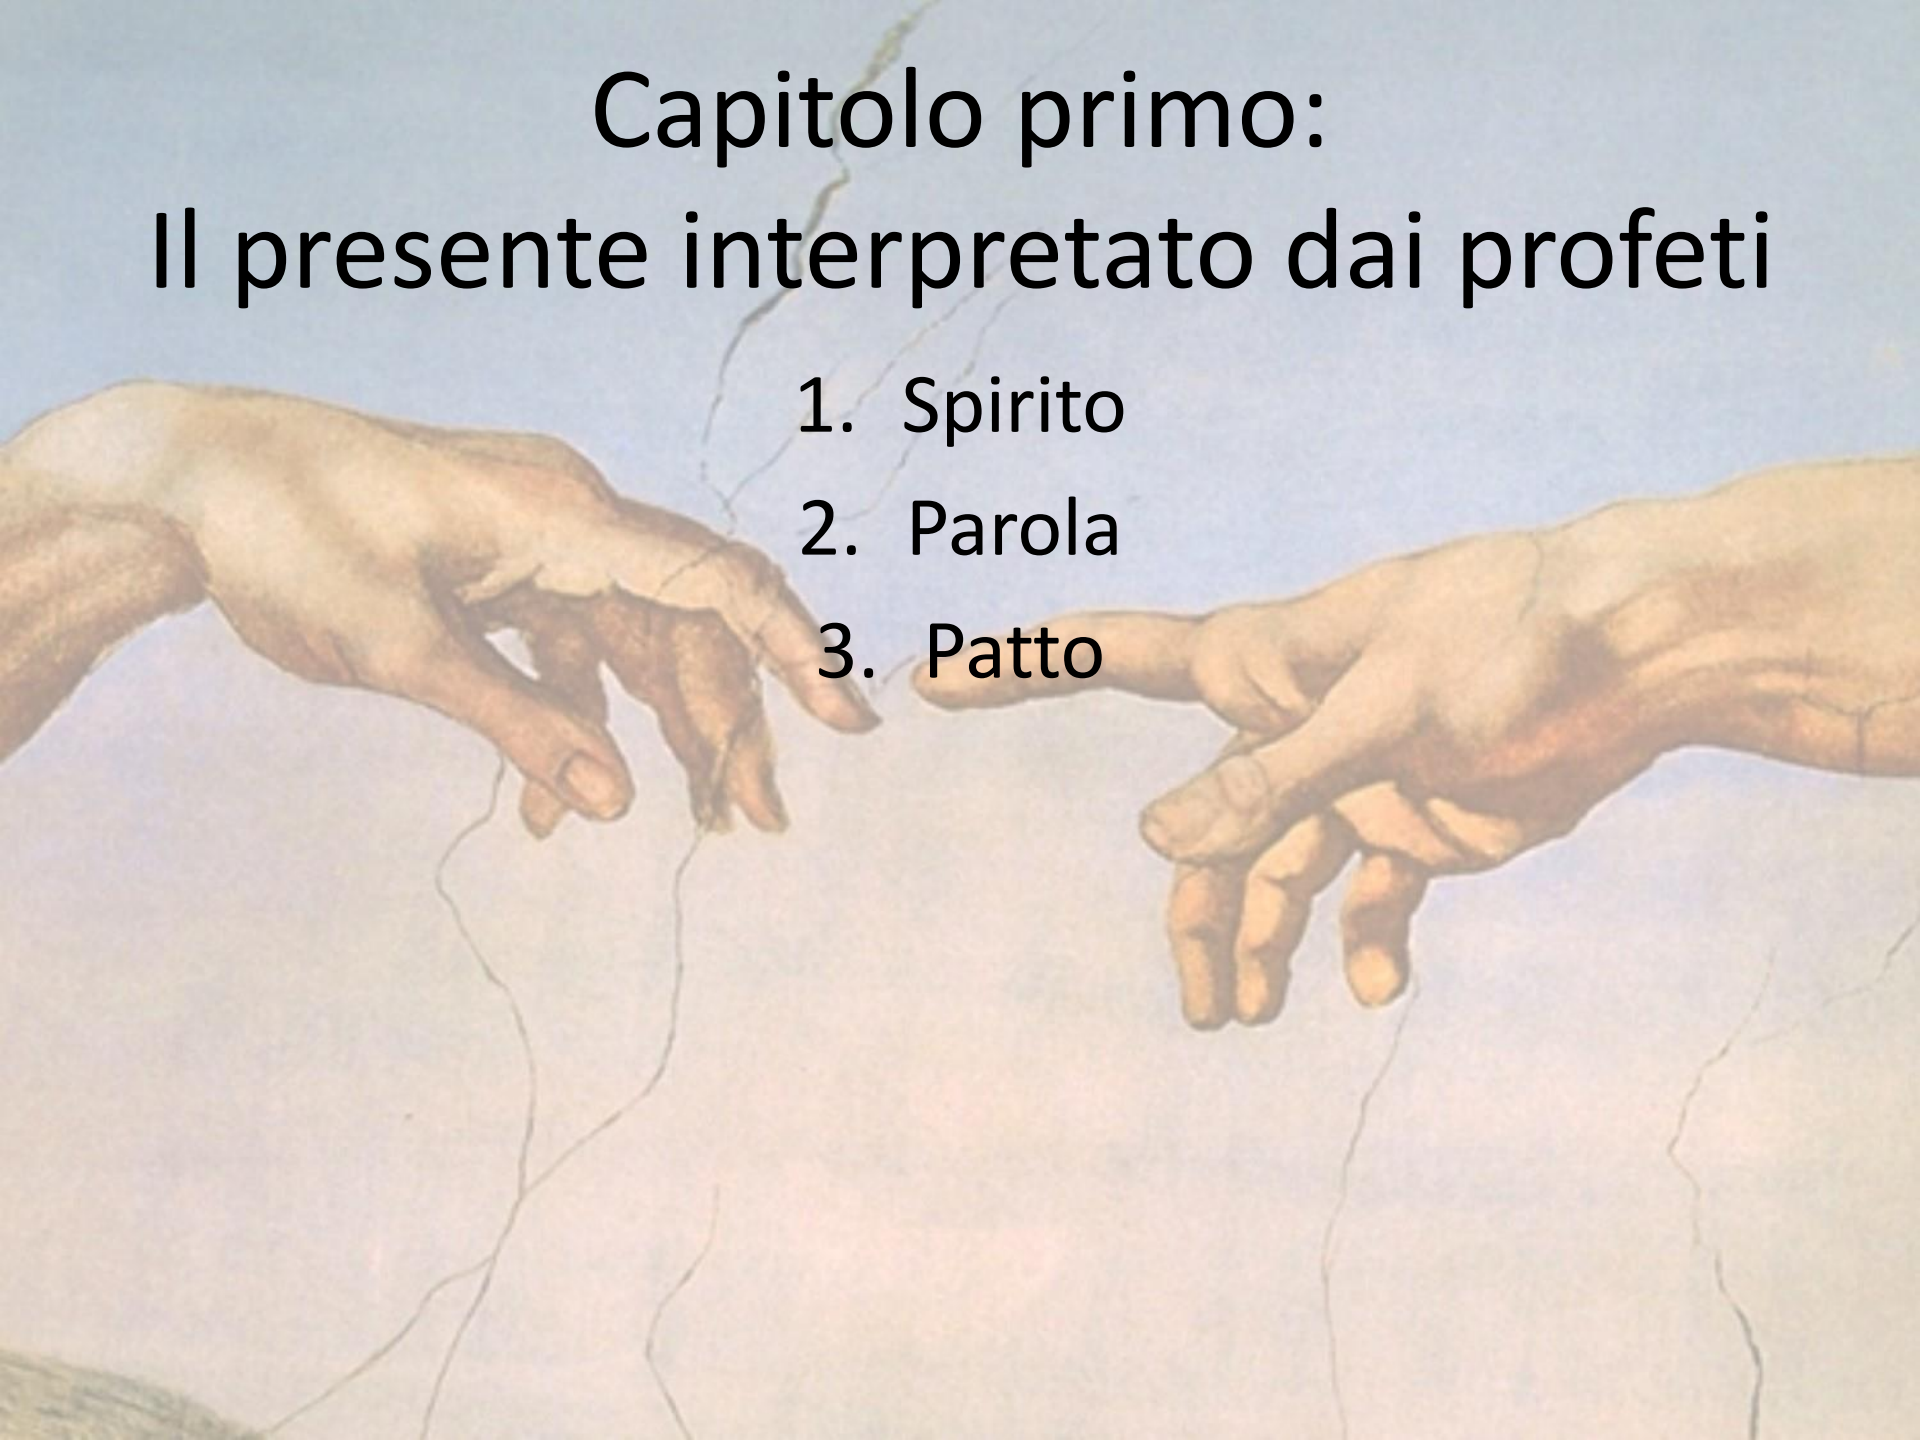 Capitolo primo:
Il presente interpretato dai profeti
1. Spirito
2. Parola
3. Patto